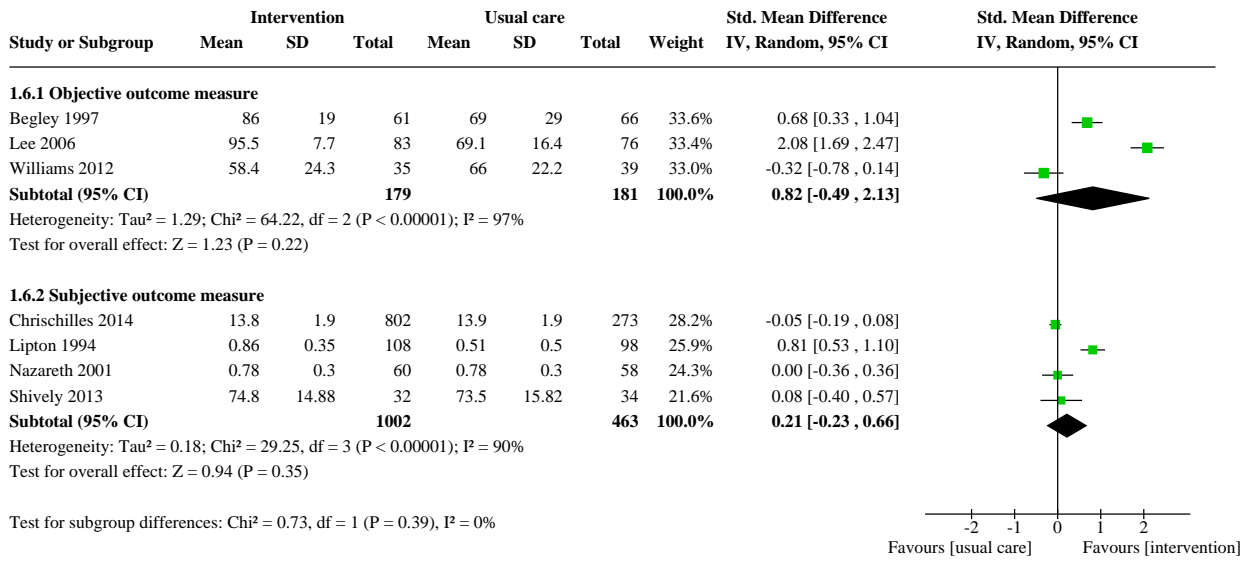 Intervention Usual care Std. Mean Difference Std. Mean Difference
Study or Subgroup Mean SD Total Mean SD Total Weight IV, Random, 95% CI IV, Random, 95% CI
1.6.1 Objective outcome measure
Begley 1997 86 19 61 69 29 66 33.6% 0.68 [0.33 , 1.04]
Lee 2006 95.5 7.7 83 69.1 16.4 76 33.4% 2.08 [1.69 , 2.47]
Williams 2012 58.4 24.3 35 66 22.2 39 33.0% -0.32 [-0.78 , 0.14]
Subtotal (95% CI) 179 181 100.0% 0.82 [-0.49 , 2.13]
Heterogeneity: Tau² = 1.29; Chi² = 64.22, df = 2 (P < 0.00001); I² = 97%
Test for overall effect: Z = 1.23 (P = 0.22)
1.6.2 Subjective outcome measure
Chrischilles 2014 13.8 1.9 802 13.9 1.9 273 28.2% -0.05 [-0.19 , 0.08]
Lipton 1994 0.86 0.35 108 0.51 0.5 98 25.9% 0.81 [0.53 , 1.10]
Nazareth 2001 0.78 0.3 60 0.78 0.3 58 24.3% 0.00 [-0.36 , 0.36]
Shively 2013 74.8 14.88 32 73.5 15.82 34 21.6% 0.08 [-0.40 , 0.57]
Subtotal (95% CI) 1002 463 100.0% 0.21 [-0.23 , 0.66]
Heterogeneity: Tau² = 0.18; Chi² = 29.25, df = 3 (P < 0.00001); I² = 90%
Test for overall effect: Z = 0.94 (P = 0.35)
Test for subgroup differences: Chi² = 0.73, df = 1 (P = 0.39), I² = 0%
-2 -1 0 1 2
Favours [usual care] Favours [intervention]